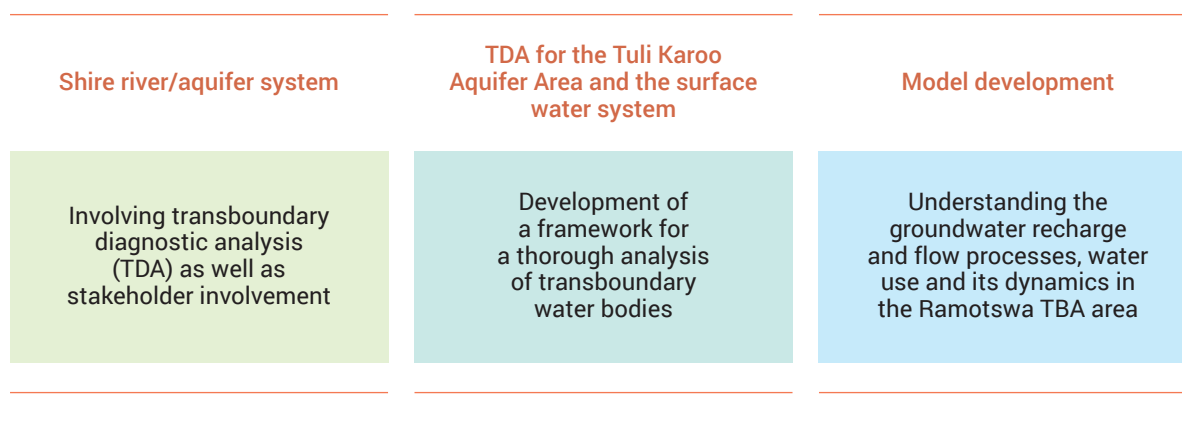 Shire river/aquifer system
Involving transboundary
diagnostic analysis
(TDA) as well as
stakeholder involvement
TDA for the Tuli Karoo
Aquifer Area and the surface
water system
Development of
a framework for
a thorough analysis
of transboundary
water bodies
Model development
Understanding the
groundwater recharge
and flow processes, water
use and its dynamics in
the Ramotswa TBA area